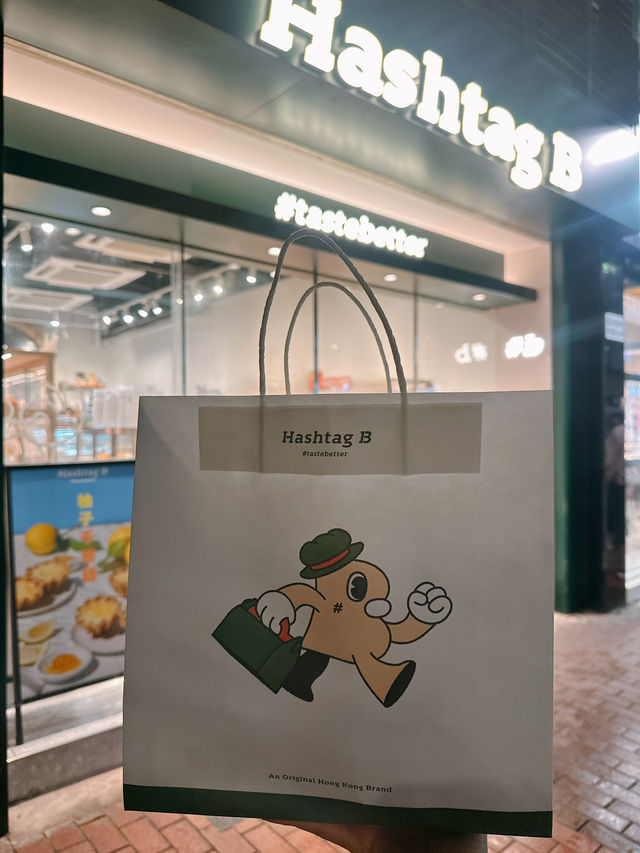 Hashtag B
#tastebetter
#b
Hashtag B
#tastebetter
Hashtag B
柚子
#
An Original Hong Kong Brand